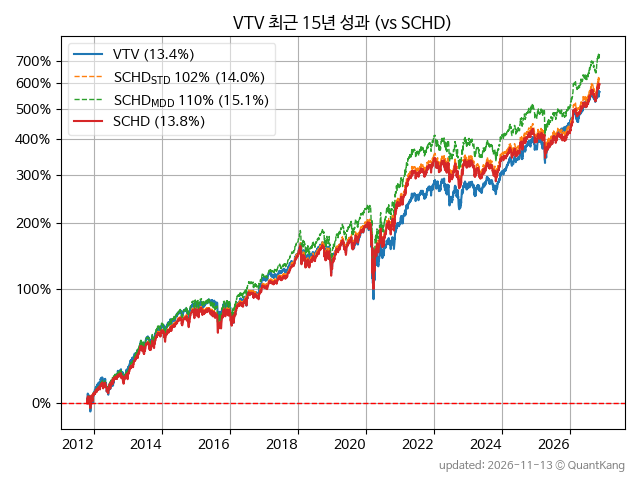 VTV 최근 15년 성과 (vs SCHD)
VTV (13.4%)
SCHD_STD 102% (14.0%)
SCHD_MDD 110% (15.1%)
SCHD (13.8%)
700%
600%
500%
400%
300%
200%
100%
0%
2012 2014 2016 2018 2020 2022 2024 2026
updated: 2026-11-13 © QuantKang